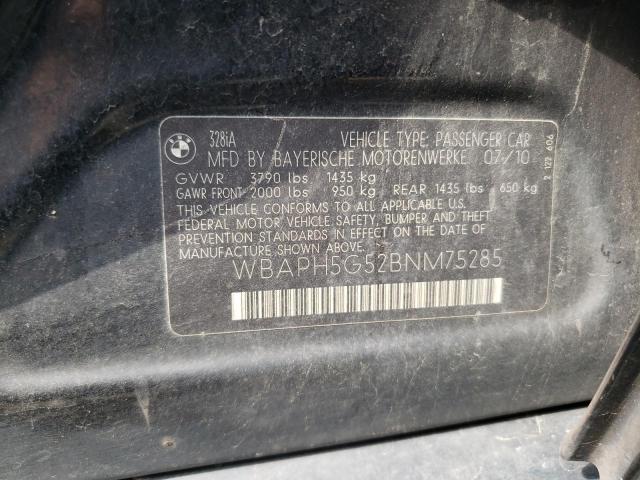 328iA VEHICLE TYPE: PASSENGER CAR
MFD BY BAYERISCHE MOTORENWERKE 07/10
GVWR 3790 lbs 1435 kg
GAWR FRONT 2000 lbs 950 kg REAR 1435 lbs 650 kg
THIS VEHICLE CONFORMS TO ALL APPLICABLE U.S.
FEDERAL MOTOR VEHICLE SAFETY, BUMPER AND THEFT
PREVENTION STANDARDS IN EFFECT ON THE DATE OF
MANUFACTURE SHOWN ABOVE.
WBAPH5G52BNM75285